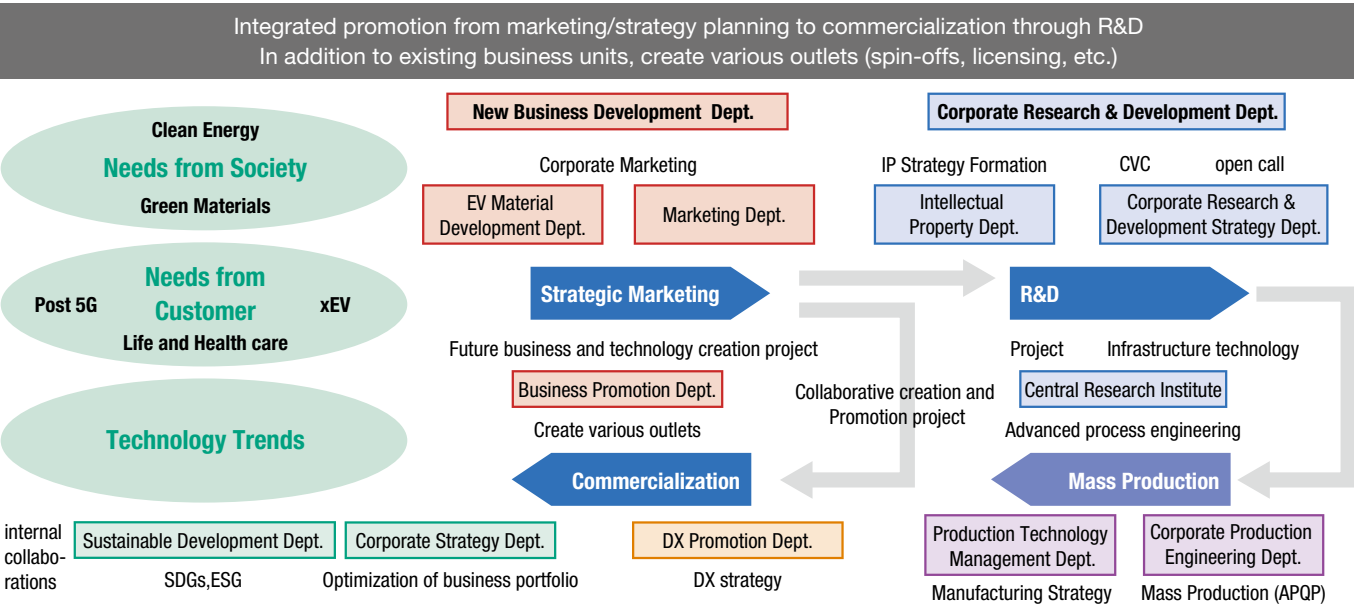 Integrated promotion from marketing/strategy planning to commercialization through R&D
In addition to existing business units, create various outlets (spin-offs, licensing, etc.)
Clean Energy
Needs from Society
Green Materials
Needs from
Customer
Post 5G
xEV
Life and Health care
Technology Trends
New Business Development Dept.
Corporate Marketing
EV Material
Development Dept.
Marketing Dept.
Corporate Research & Development Dept.
IP Strategy Formation
CVC
open call
Intellectual
Property Dept.
Corporate Research &
Development Strategy Dept.
Strategic Marketing
R&D
Future business and technology creation project
Business Promotion Dept.
Create various outlets
Collaborative creation and
Promotion project
Project
Infrastructure technology
Central Research Institute
Advanced process engineering
Commercialization
Mass Production
internal
collabo-
rations
Sustainable Development Dept.
SDGs,ESG
Corporate Strategy Dept.
Optimization of business portfolio
DX Promotion Dept.
DX strategy
Production Technology
Management Dept.
Manufacturing Strategy
Corporate Production
Engineering Dept.
Mass Production (APQP)